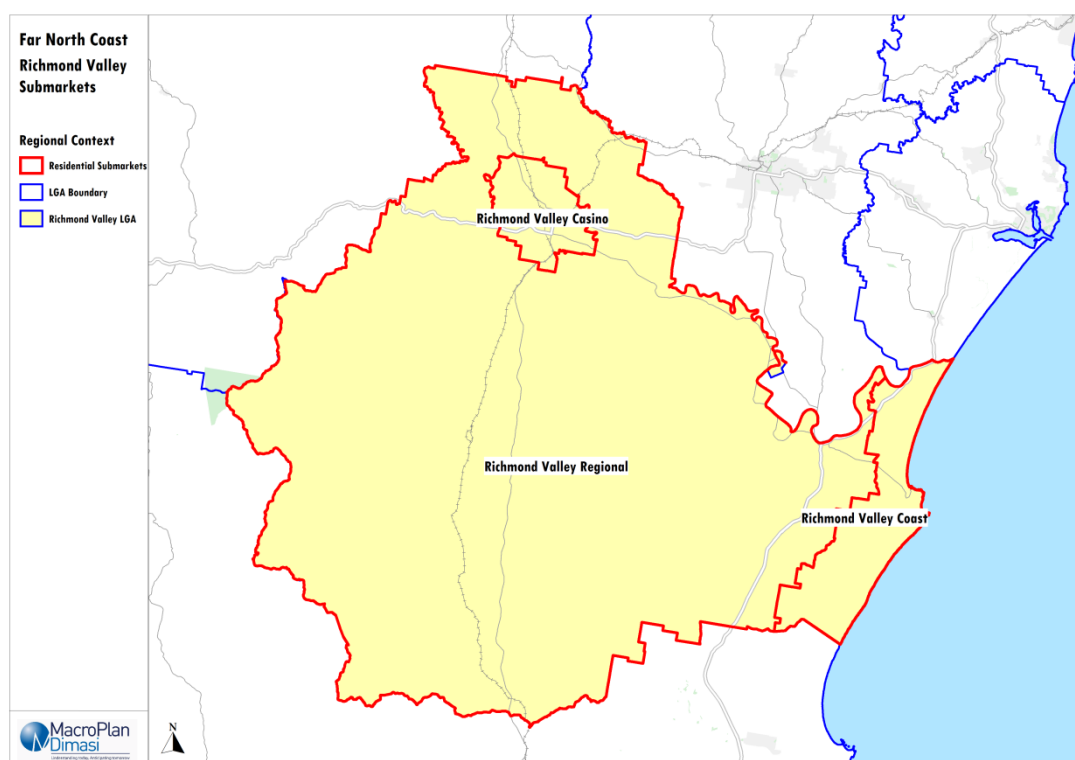 Far North Coast
Richmond Valley
Submarkets
Regional Context
Residential Submarkets
LGA Boundary
Richmond Valley LGA
Richmond Valley Casino
Richmond Valley Regional
Richmond Valley Coast
MacroPlan
Dimasi
N